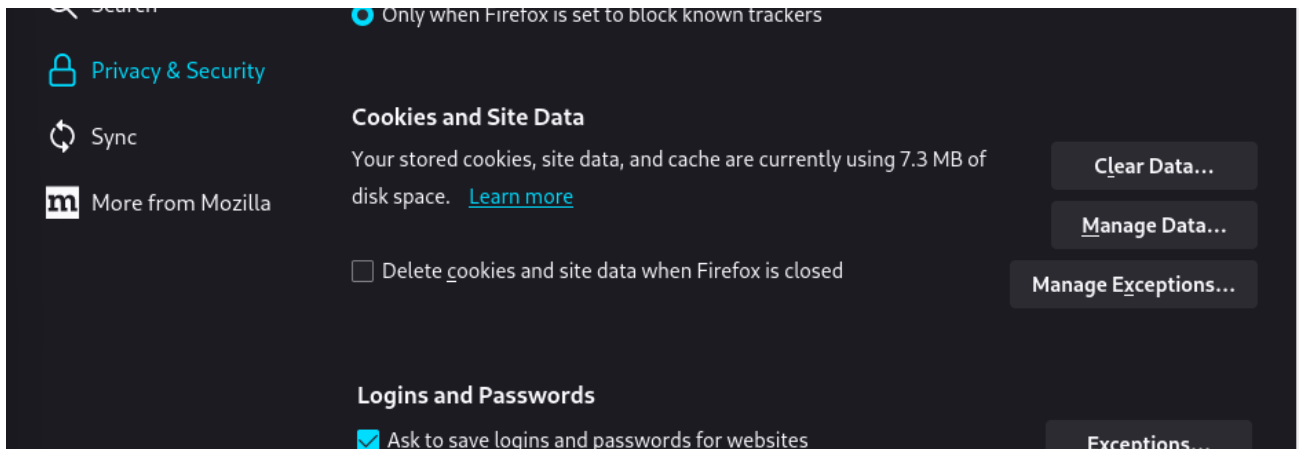 Search
Only when Firefox is set to block known trackers
Privacy & Security
Sync
m More from Mozilla
Cookies and Site Data
Your stored cookies, site data, and cache are currently using 7.3 MB of
disk space. Learn more
Clear Data...
Manage Data...
Delete cookies and site data when Firefox is closed
Manage Exceptions...
Logins and Passwords
Ask to save logins and passwords for websites
Exceptions...